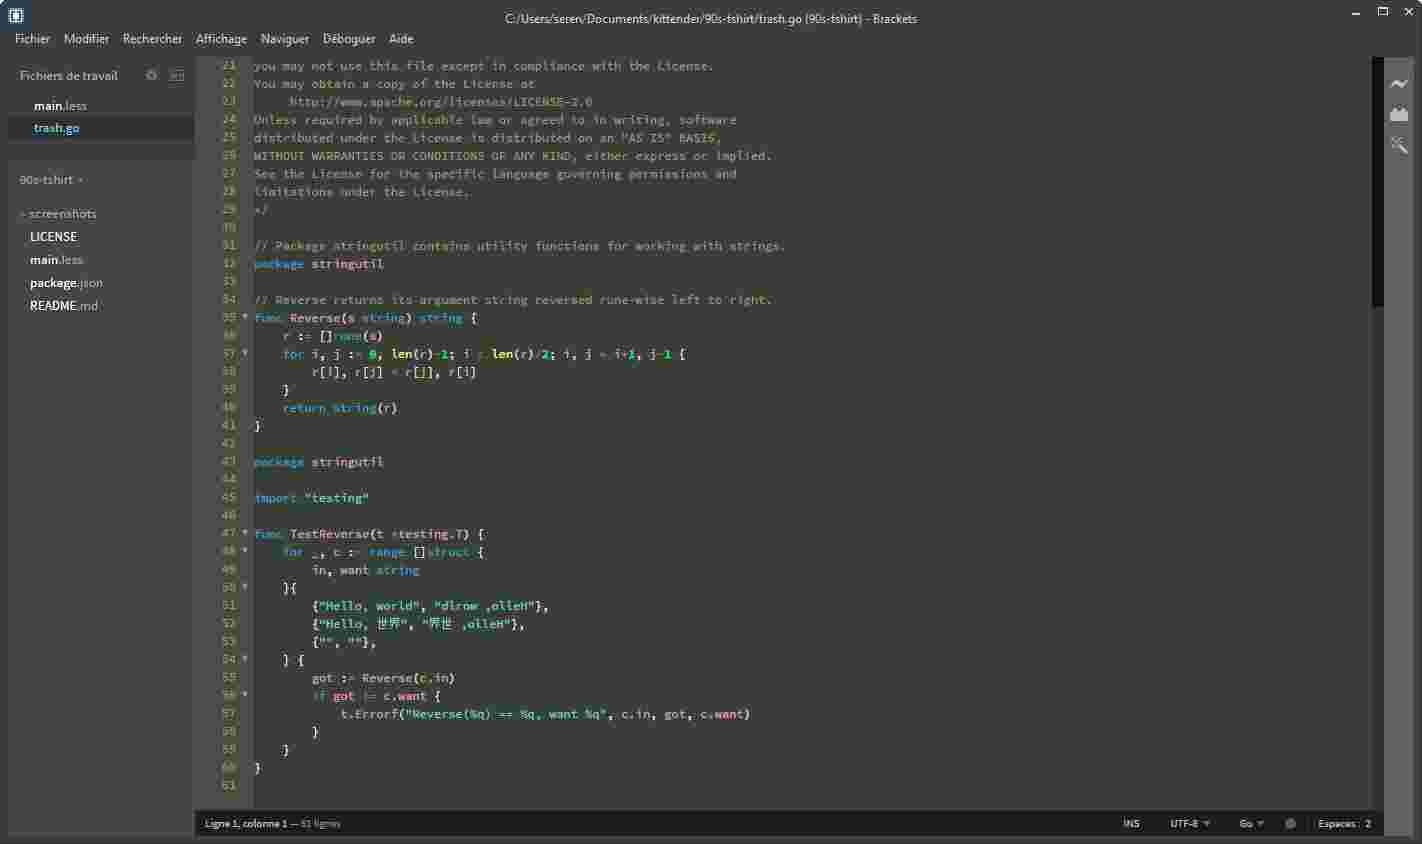 C:/Users/seren/Documents/kittender/90s-tshirt/trash.go (90s-tshirt) - Brackets
Fichier Modifier Rechercher Affichage Naviguer Déboguer Aide
Fichiers de travail
main.less
trash.go
90s-tshirt
screenshots
LICENSE
main.less
package.json
README.md
21 you may not use this file except in compliance with the License.
22 You may obtain a copy of the License at
23 http://www.apache.org/licenses/LICENSE-2.0
24 Unless required by applicable law or agreed to in writing, software
25 distributed under the License is distributed on an "AS IS" BASIS,
26 WITHOUT WARRANTIES OR CONDITIONS OF ANY KIND, either express or implied.
27 See the License for the specific language governing permissions and
28 limitations under the License.
29 */
30
31 // Package stringutil contains utility functions for working with strings.
32 package stringutil
33
34 // Reverse returns its argument string reversed rune-wise left to right.
35 func Reverse(s string) string {
36 r := []rune(s)
37 for i, j := 0, len(r)-1; i < len(r)/2; i, j = i+1, j-1 {
38 r[i], r[j] = r[j], r[i]
39 }
40 return string(r)
41 }
42
43 package stringutil
44
45 import "testing"
46
47 func TestReverse(t *testing.T) {
48 for _, c := range []struct {
49 in, want string
50 }{
51 {"Hello, world", "dlrow ,olleH"},
52 {"Hello, 世界", "界世 ,olleH"},
53 {"", ""},
54 } {
55 got := Reverse(c.in)
56 if got != c.want {
57 t.Errorf("Reverse(%q) == %q, want %q", c.in, got, c.want)
58 }
59 }
60 }
61
Ligne 1, colonne 1 — 61 lignes INS UTF-8 Go Espaces : 2